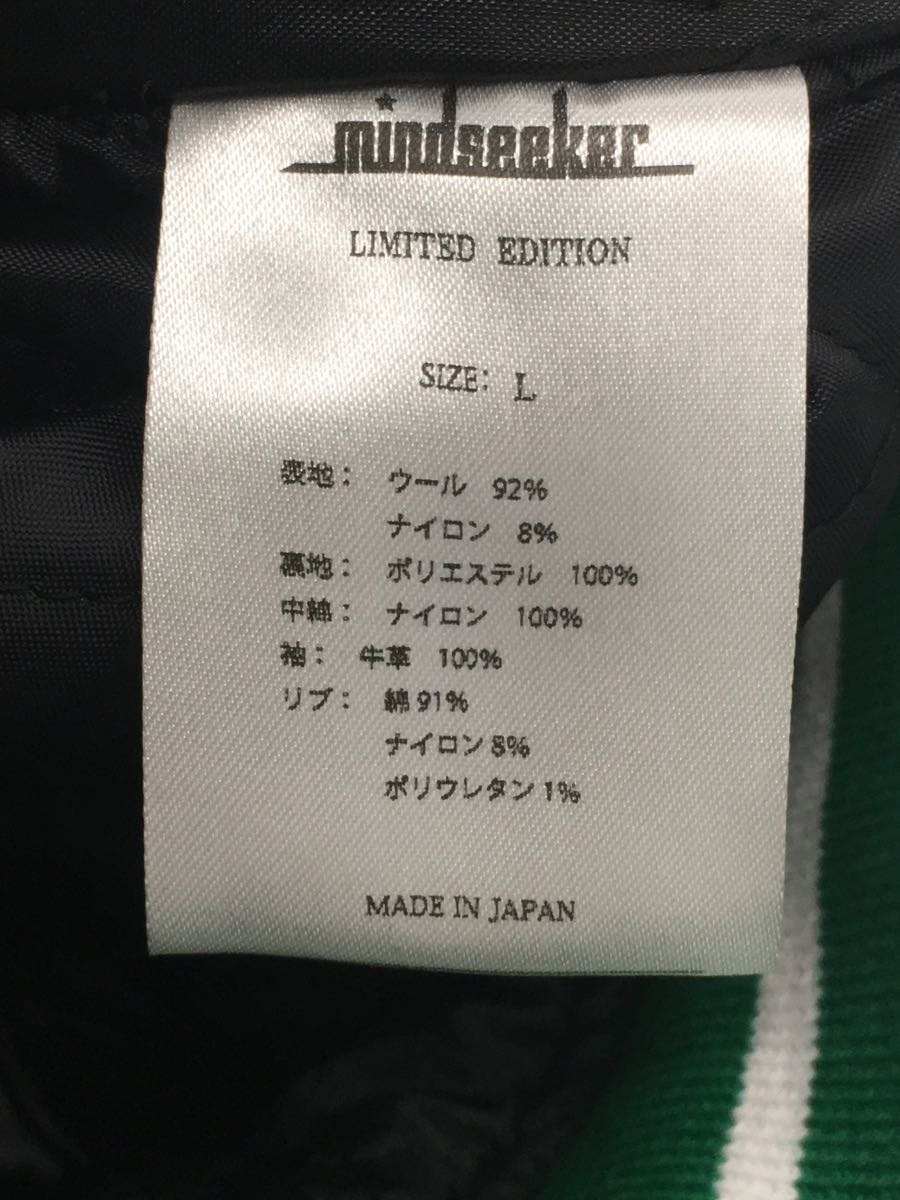 mindseeker
LIMITED EDITION
SIZE: L
表地： ウール 92%
ナイロン 8%
裏地： ポリエステル 100%
中綿： ナイロン 100%
袖： 牛革 100%
リブ： 綿91%
ナイロン8%
ポリウレタン1%
MADE IN JAPAN